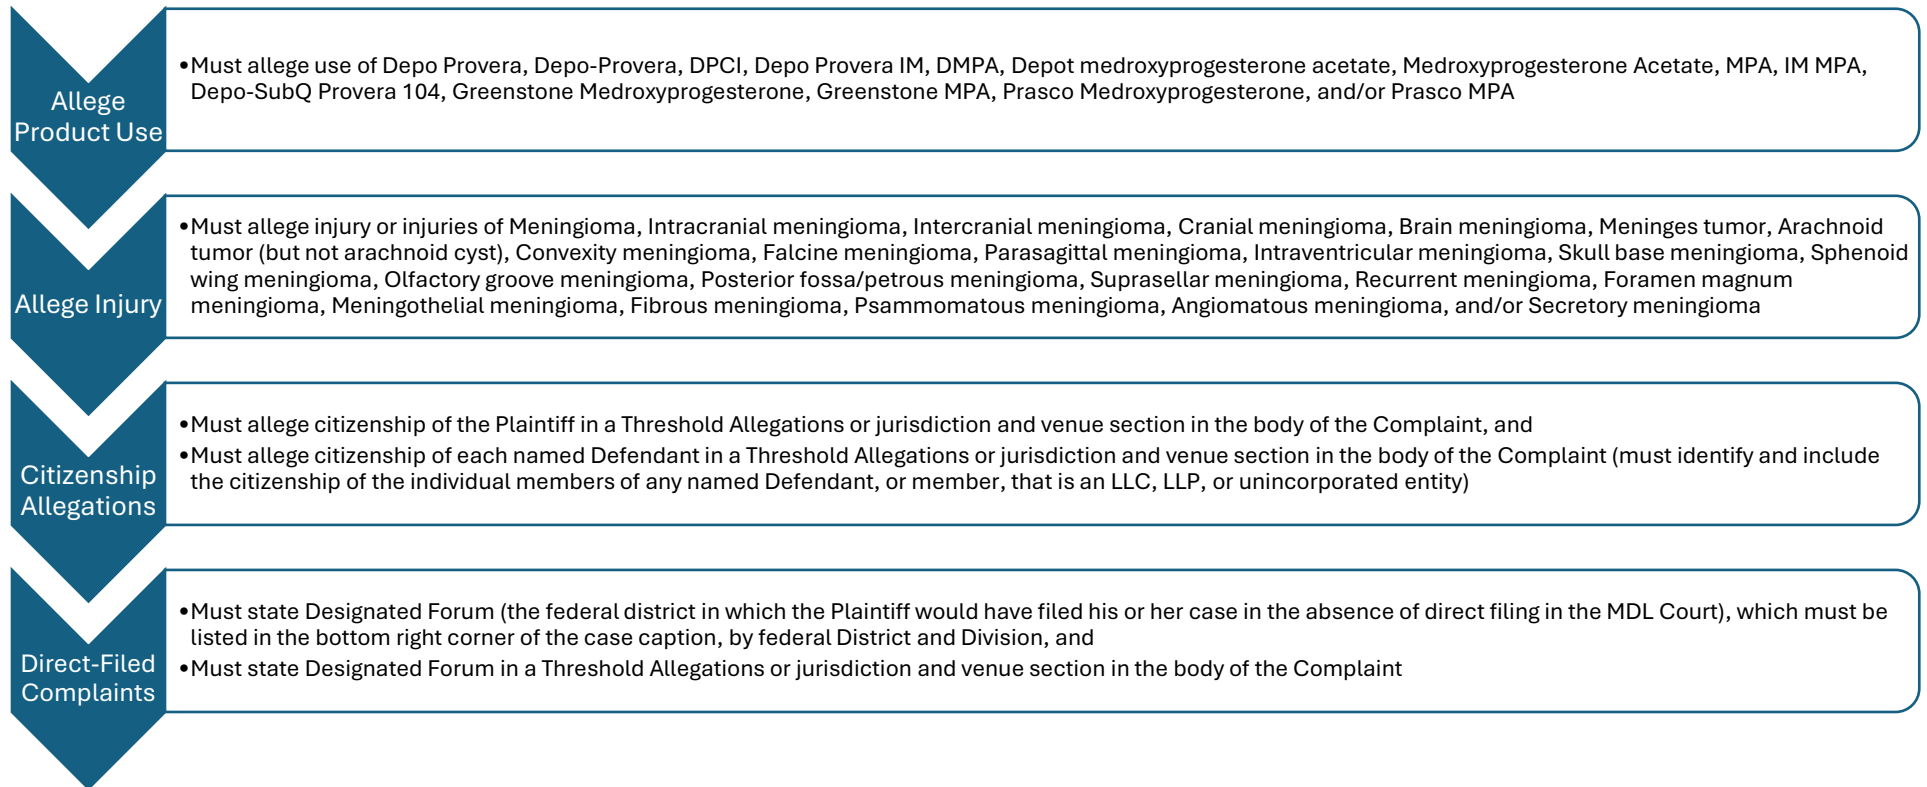 Allege
Product Use
•Must allege use of Depo Provera, Depo-Provera, DPCI, Depo Provera IM, DMPA, Depot medroxyprogesterone acetate, Medroxyprogesterone Acetate, MPA, IM MPA,
Depo-SubQ Provera 104, Greenstone Medroxyprogesterone, Greenstone MPA, Prasco Medroxyprogesterone, and/or Prasco MPA
Allege Injury
•Must allege injury or injuries of Meningioma, Intracranial meningioma, Intercranial meningioma, Cranial meningioma, Brain meningioma, Meninges tumor, Arachnoid
tumor (but not arachnoid cyst), Convexity meningioma, Falcine meningioma, Parasagittal meningioma, Intraventricular meningioma, Skull base meningioma, Sphenoid
wing meningioma, Olfactory groove meningioma, Posterior fossa/petrous meningioma, Suprasellar meningioma, Recurrent meningioma, Foramen magnum
meningioma, Meningothelial meningioma, Fibrous meningioma, Psammomatous meningioma, Angiomatous meningioma, and/or Secretory meningioma
Citizenship
Allegations
•Must allege citizenship of the Plaintiff in a Threshold Allegations or jurisdiction and venue section in the body of the Complaint, and
•Must allege citizenship of each named Defendant in a Threshold Allegations or jurisdiction and venue section in the body of the Complaint (must identify and include
the citizenship of the individual members of any named Defendant, or member, that is an LLC, LLP, or unincorporated entity)
Direct-Filed
Complaints
•Must state Designated Forum (the federal district in which the Plaintiff would have filed his or her case in the absence of direct filing in the MDL Court), which must be
listed in the bottom right corner of the case caption, by federal District and Division, and
•Must state Designated Forum in a Threshold Allegations or jurisdiction and venue section in the body of the Complaint